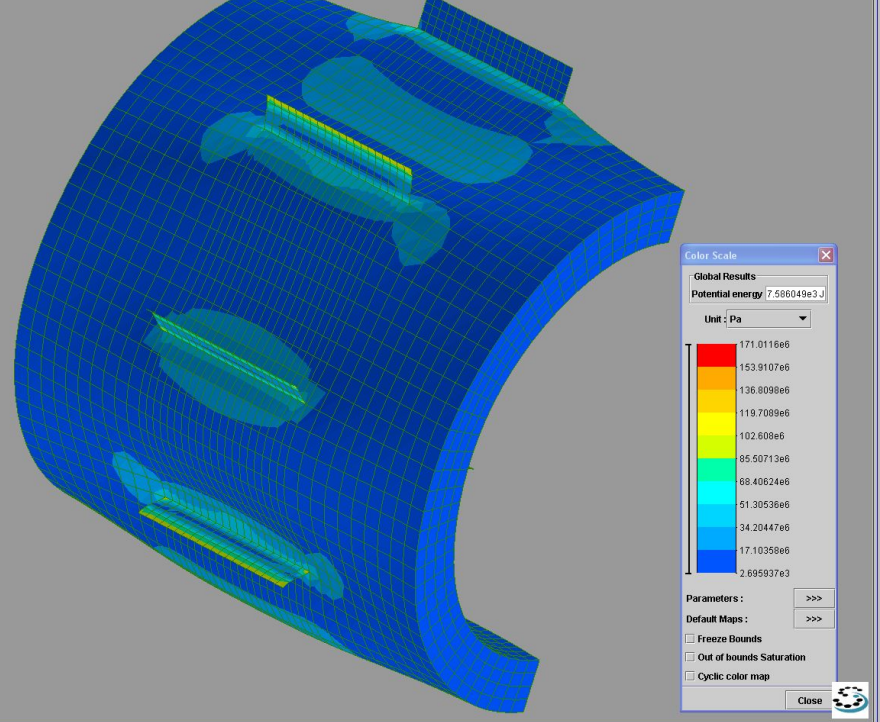 Color Scale
Global Results
Potential energy 7.586049e3 J
Unit : Pa
171.0116e6
153.9107e6
136.8098e6
119.7089e6
102.608e6
85.50713e6
68.40624e6
51.30536e6
34.20447e6
17.10358e6
2.695937e3
Parameters : >>>
Default Maps : >>>
Freeze Bounds
Out of bounds Saturation
Cyclic color map
Close